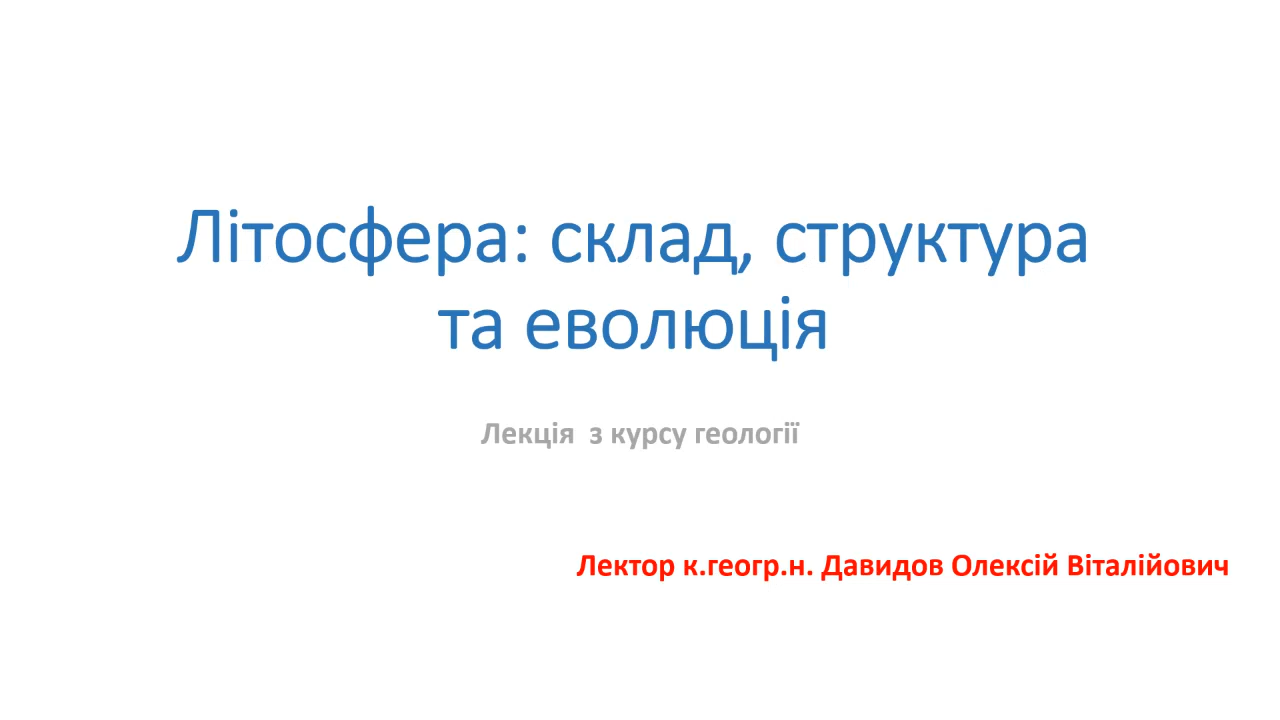 Літосфера: склад, структура
та еволюція
Лекція з курсу геології
Лектор к.геогр.н. Давидов Олексій Віталійович